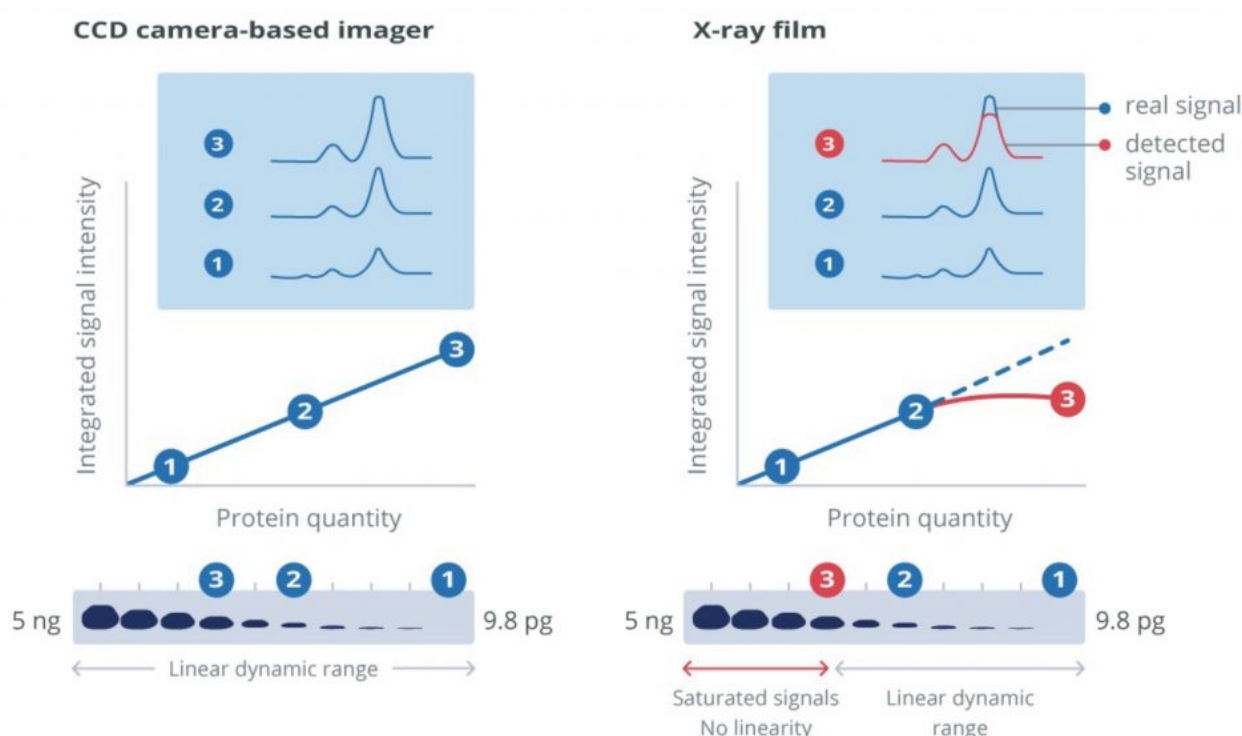 CCD camera-based imager
3
2
1
Integrated signal intensity
1
2
3
Protein quantity
3
2
1
5 ng
9.8 pg
Linear dynamic range
X-ray film
real signal
detected
signal
3
2
1
Integrated signal intensity
1
2
3
Protein quantity
3
2
1
5 ng
9.8 pg
Saturated signals
No linearity
Linear dynamic
range